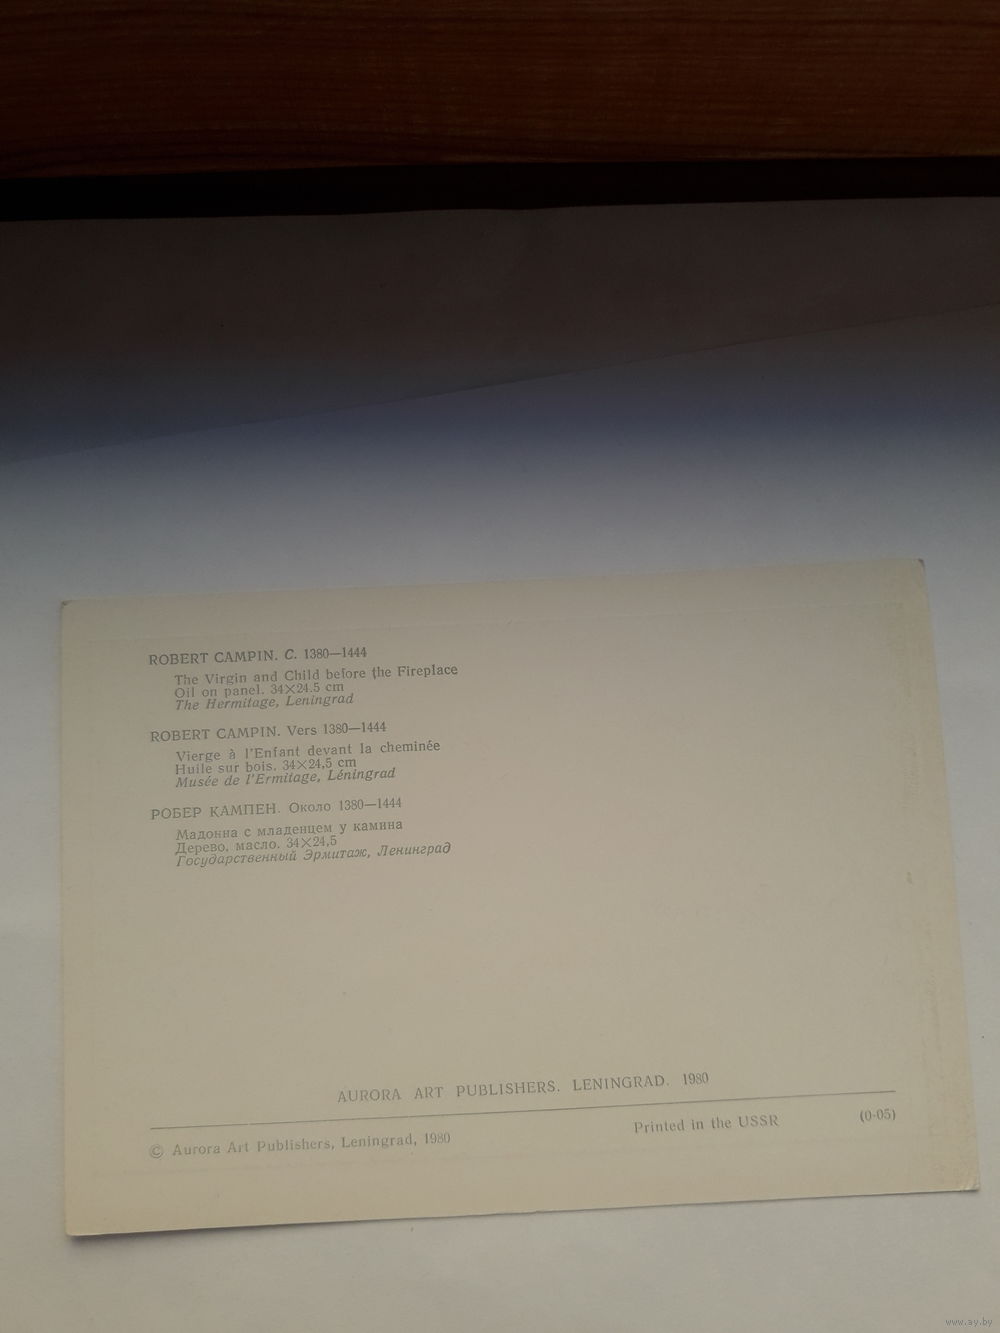 ROBERT CAMPIN. C. 1380—1444
The Virgin and Child before the Fireplace
Oil on panel. 34×24.5 cm
The Hermitage, Leningrad
ROBERT CAMPIN. Vers 1380—1444
Vierge à l'Enfant devant la cheminée
Huile sur bois. 34×24,5 cm
Musée de l'Ermitage, Léningrad
РОБЕР КАМПЕН. Около 1380—1444
Мадонна с младенцем у камина
Дерево, масло. 34×24,5
Государственный Эрмитаж, Ленинград
AURORA ART PUBLISHERS. LENINGRAD. 1980
© Aurora Art Publishers, Leningrad, 1980 Printed in the USSR (0-05)
www.ay.by